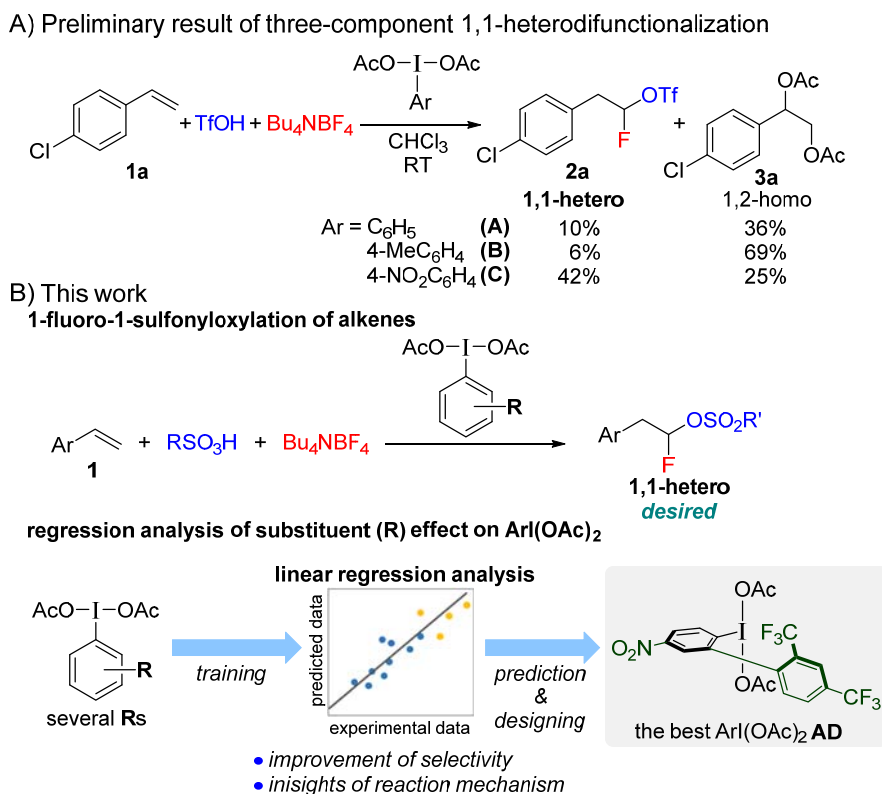 A) Preliminary result of three-component 1,1-heterodifunctionalization
AcO–I–OAc
Ar
Cl
1a
+ TfOH + Bu4NBF4
CHCl3
RT
OTf
F
Cl
2a
1,1-hetero
+
OAc
OAc
Cl
3a
1,2-homo
Ar = C6H5 (A) 10% 36%
4-MeC6H4 (B) 6% 69%
4-NO2C6H4 (C) 42% 25%
B) This work
1-fluoro-1-sulfonyloxylation of alkenes
AcO–I–OAc
R
Ar
1
+ RSO3H + Bu4NBF4
Ar
OSO2R'
F
1,1-hetero
desired
regression analysis of substituent (R) effect on ArI(OAc)2
AcO–I–OAc
R
several Rs
training
linear regression analysis
predicted data
experimental data
prediction
&
designing
OAc
I
F3C
O2N
OAc
CF3
the best ArI(OAc)2 AD
• improvement of selectivity
• inisights of reaction mechanism